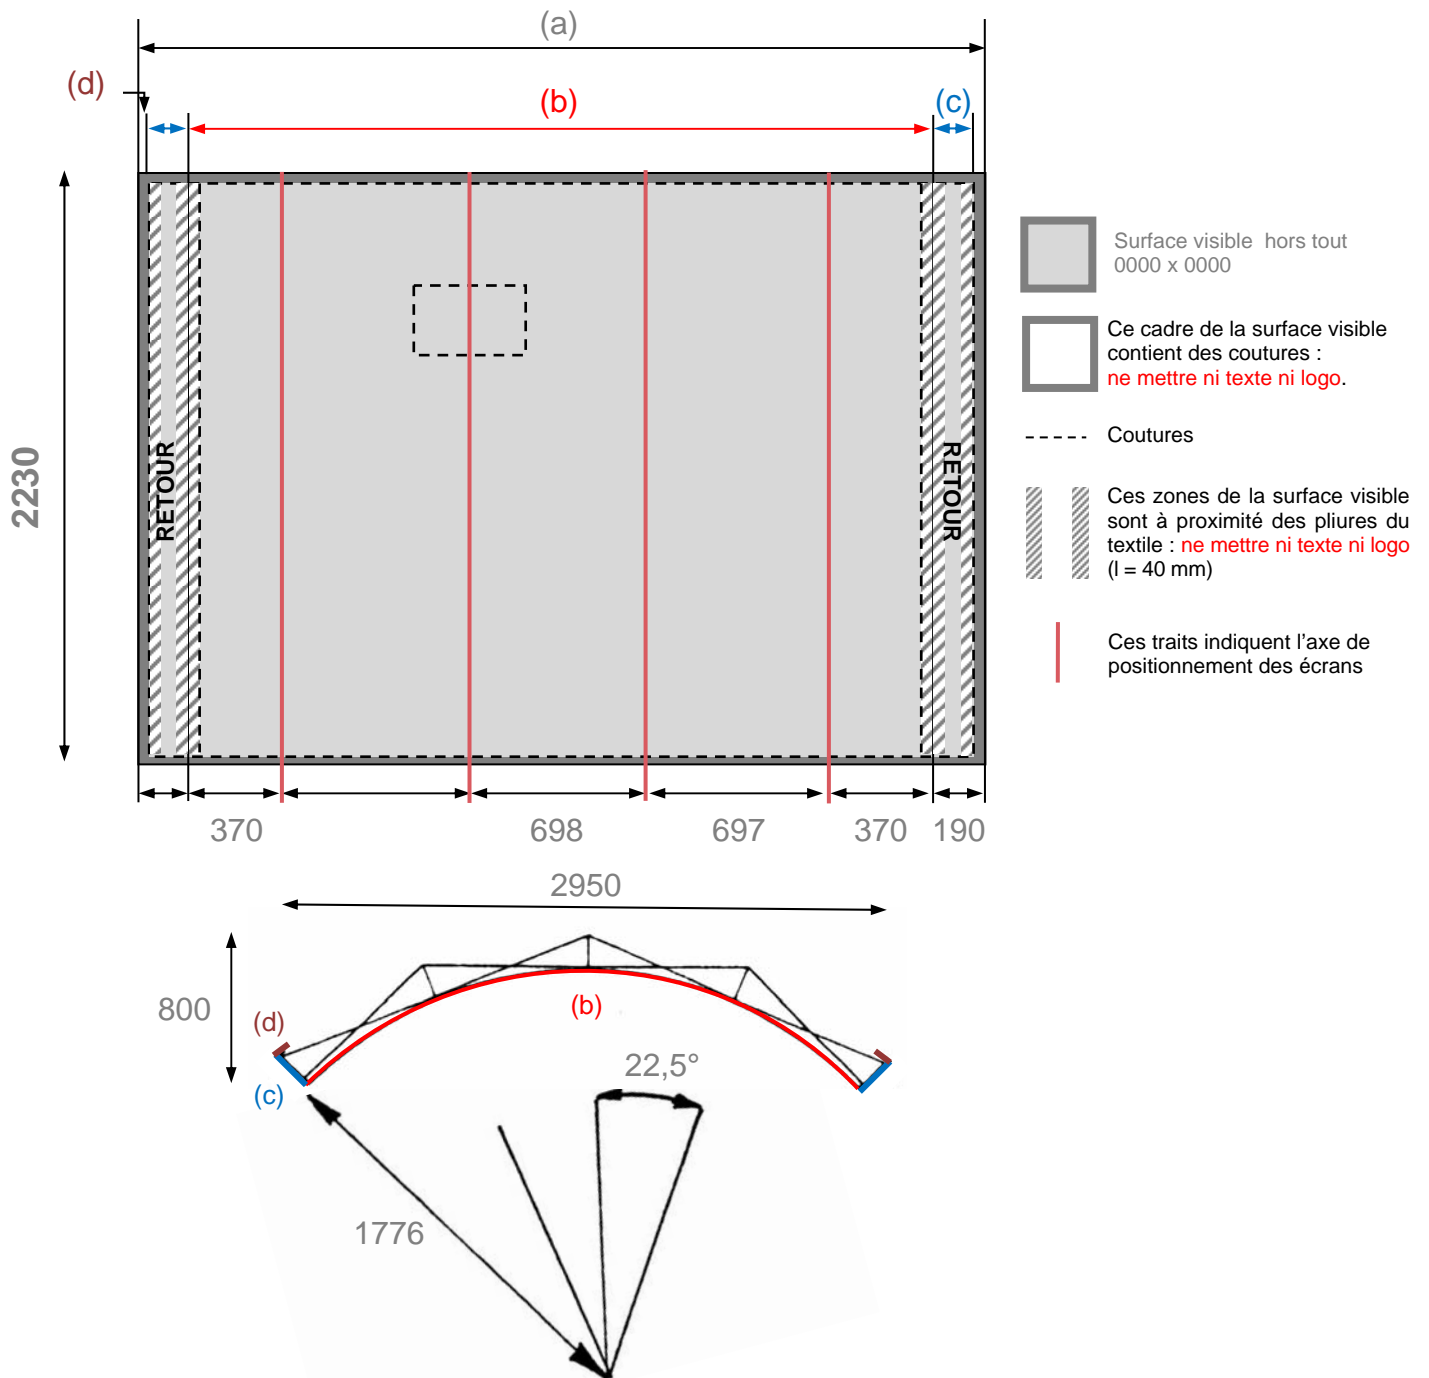 (a)
(d)
(b)
(c)
RETOUR
RETOUR
2230
370
698
697
370
190
Surface visible hors tout
0000 x 0000
Ce cadre de la surface visible
contient des coutures :
ne mettre ni texte ni logo.
Coutures
Ces zones de la surface visible
sont à proximité des pliures du
textile : ne mettre ni texte ni logo
(l = 40 mm)
Ces traits indiquent l'axe de
positionnement des écrans
2950
800
(d)
(b)
(c)
22,5°
1776